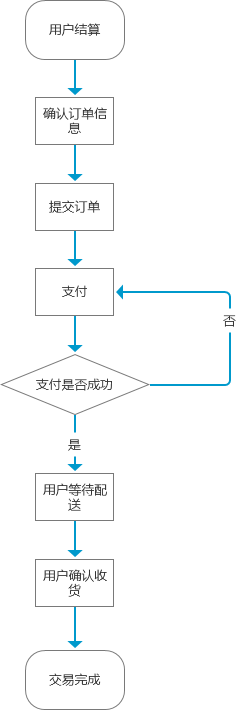 用户结算
确认订单信
息
提交订单
支付
否
支付是否成功
是
用户等待配
送
用户确认收
货
交易完成